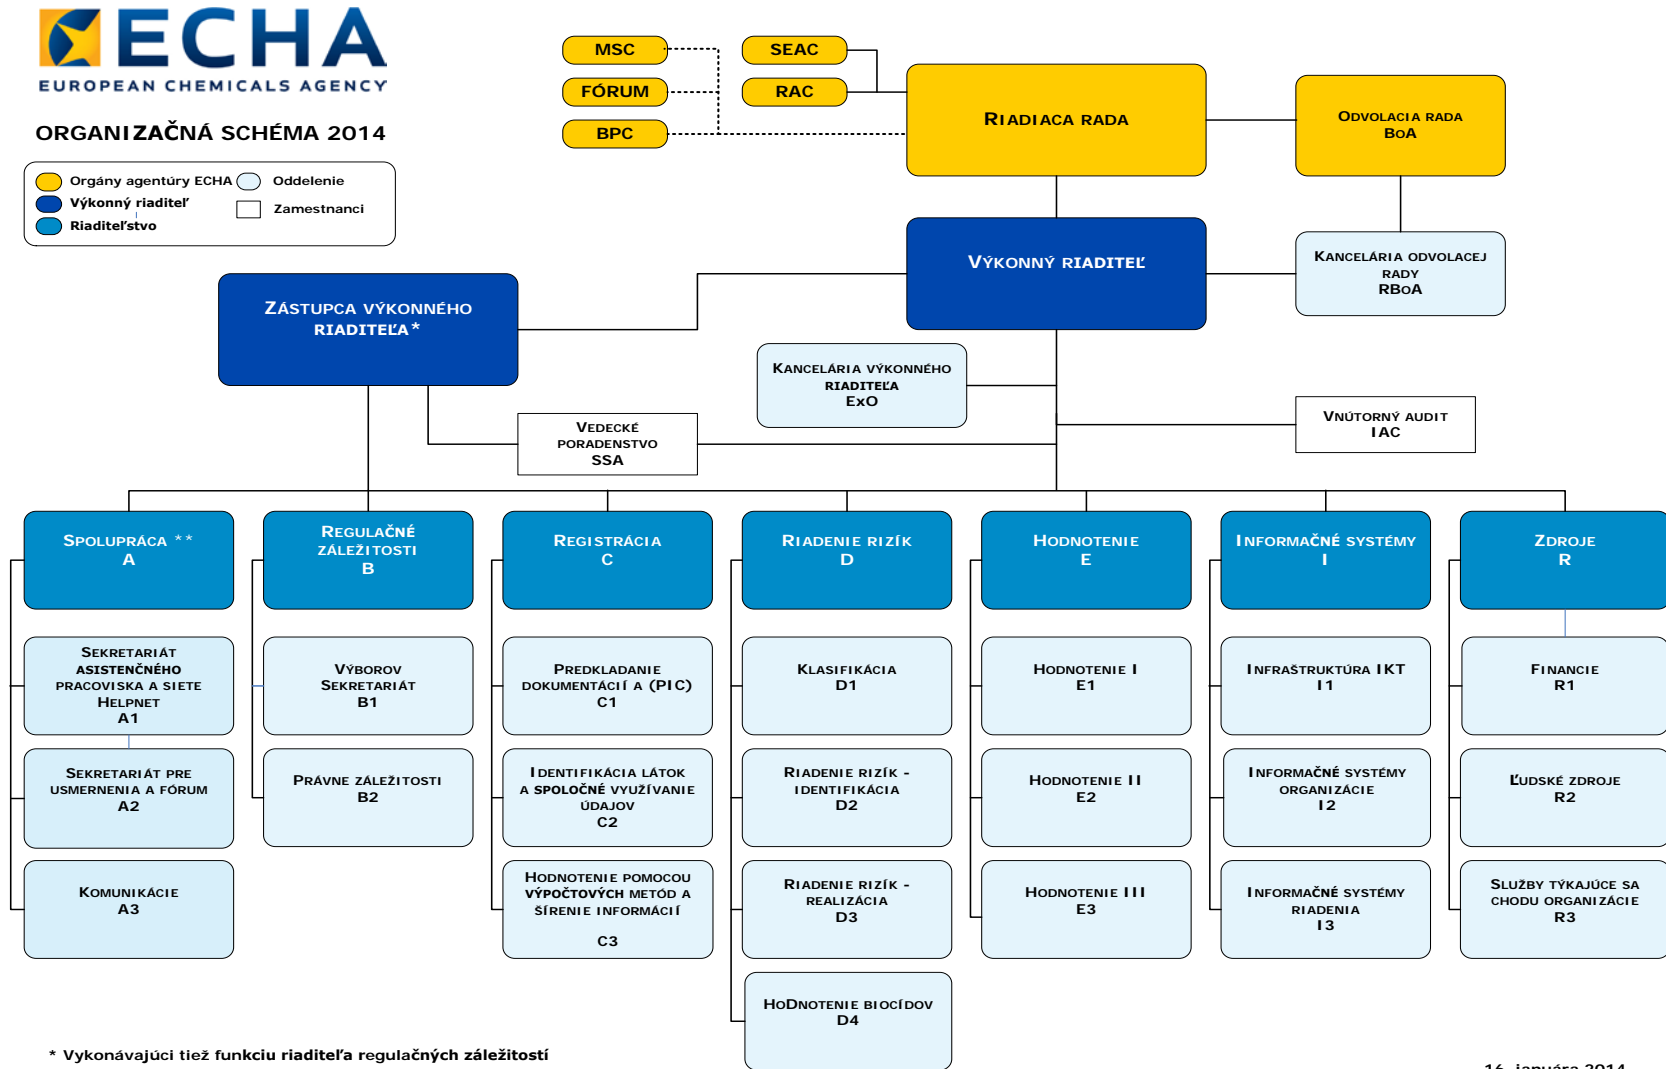 ECHA
EUROPEAN CHEMICALS AGENCY
ORGANIZAČNÁ SCHÉMA 2014
Orgány agentúry ECHA
Oddelenie
Výkonný riaditeľ
Zamestnanci
Riaditeľstvo
MSC
SEAC
FÓRUM
RAC
BPC
RIADIACA RADA
ODVOLACIA RADA
BOA
VÝKONNÝ RIADITEĽ
KANCELÁRIA ODVOLACEJ
RADY
RBOA
ZÁSTUPCA VÝKONNÉHO
RIADITEĽA*
KANCELÁRIA VÝKONNÉHO
RIADITEĽA
EXO
VEDECKÉ
PORADENSTVO
SSA
VNÚTORNÝ AUDIT
IAC
SPOLUPRÁCA **
A
REGULAČNÉ
ZÁLEŽITOSTI
B
REGISTRÁCIA
C
RIADENIE RIZÍK
D
HODNOTENIE
E
INFORMAČNÉ SYSTÉMY
I
ZDROJE
R
SEKRETARIÁT
ASISTENČNÉHO
PRACOVISKA A SIETE
HELPNET
A1
VÝBOROV
SEKRETARIÁT
B1
PREDKLADANIE
DOKUMENTÁCIÍ A (PIC)
C1
KLASIFIKÁCIA
D1
HODNOTENIE I
E1
INFRAŠTRUKTÚRA IKT
I1
FINANCIE
R1
SEKRETARIÁT PRE
USMERNENIA A FÓRUM
A2
PRÁVNE ZÁLEŽITOSTI
B2
IDENTIFIKÁCIA LÁTOK
A SPOLOČNÉ VYUŽÍVANIE
ÚDAJOV
C2
RIADENIE RIZÍK -
IDENTIFIKÁCIA
D2
HODNOTENIE II
E2
INFORMAČNÉ SYSTÉMY
ORGANIZÁCIE
I2
ĽUDSKÉ ZDROJE
R2
KOMUNIKÁCIE
A3
HODNOTENIE POMOCOU
VÝPOČTOVÝCH METÓD A
ŠÍRENIE INFORMÁCIÍ
C3
RIADENIE RIZÍK -
REALIZÁCIA
D3
HODNOTENIE III
E3
INFORMAČNÉ SYSTÉMY
RIADENIA
I3
SLUŽBY TÝKAJÚCE SA
CHODU ORGANIZÁCIE
R3
HODNOTENIE BIOCÍDOV
D4
* Vykonávajúci tiež funkciu riaditeľa regulačných záležitostí
16. januára 2014